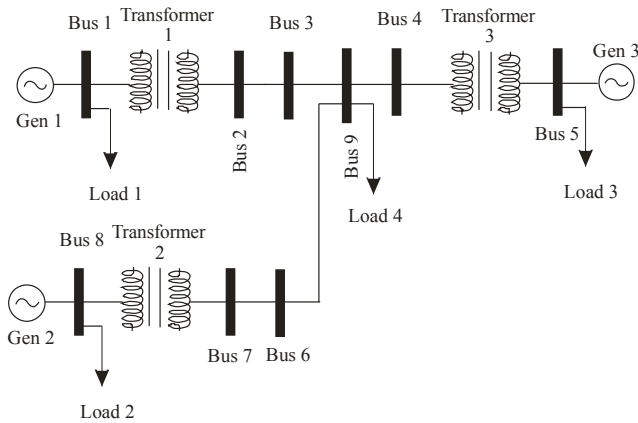 Bus 1
Transformer
1
Bus 3
Bus 4
Transformer
3
Gen 3
Gen 1
Bus 2
Bus 9
Bus 5
Load 1
Load 4
Load 3
Bus 8
Transformer
2
Gen 2
Bus 7
Bus 6
Load 2